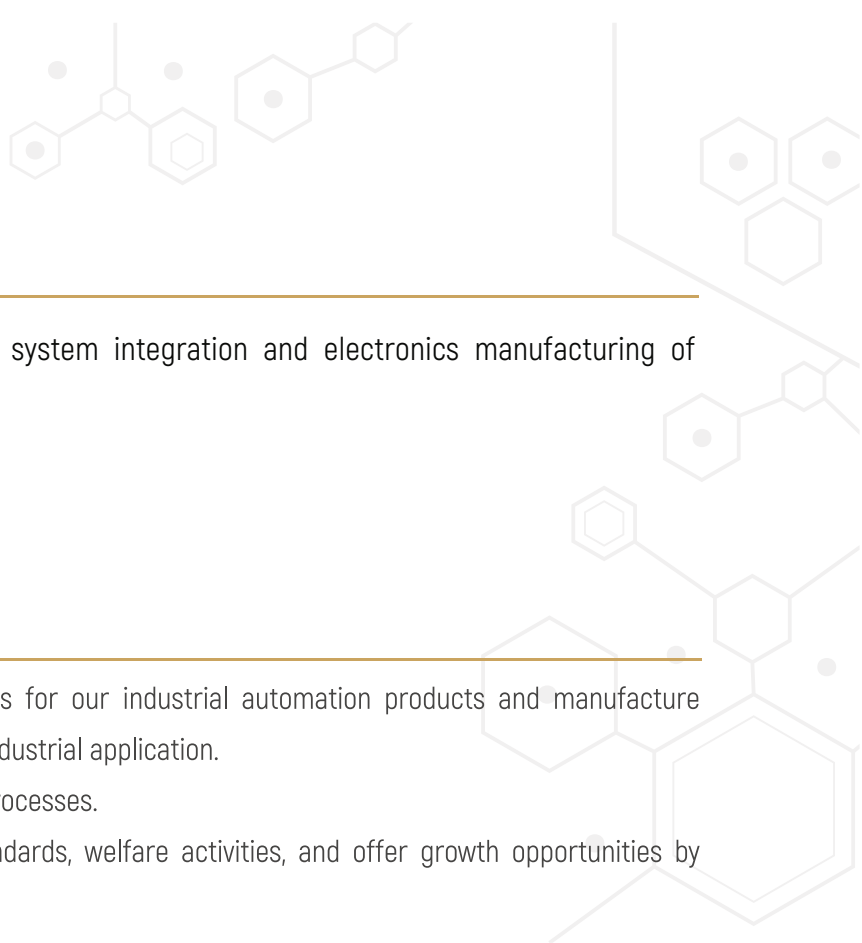 system integration and electronics manufacturing of
s for our industrial automation products and manufacture
dustrial application.
ocesses.
dards, welfare activities, and offer growth opportunities by